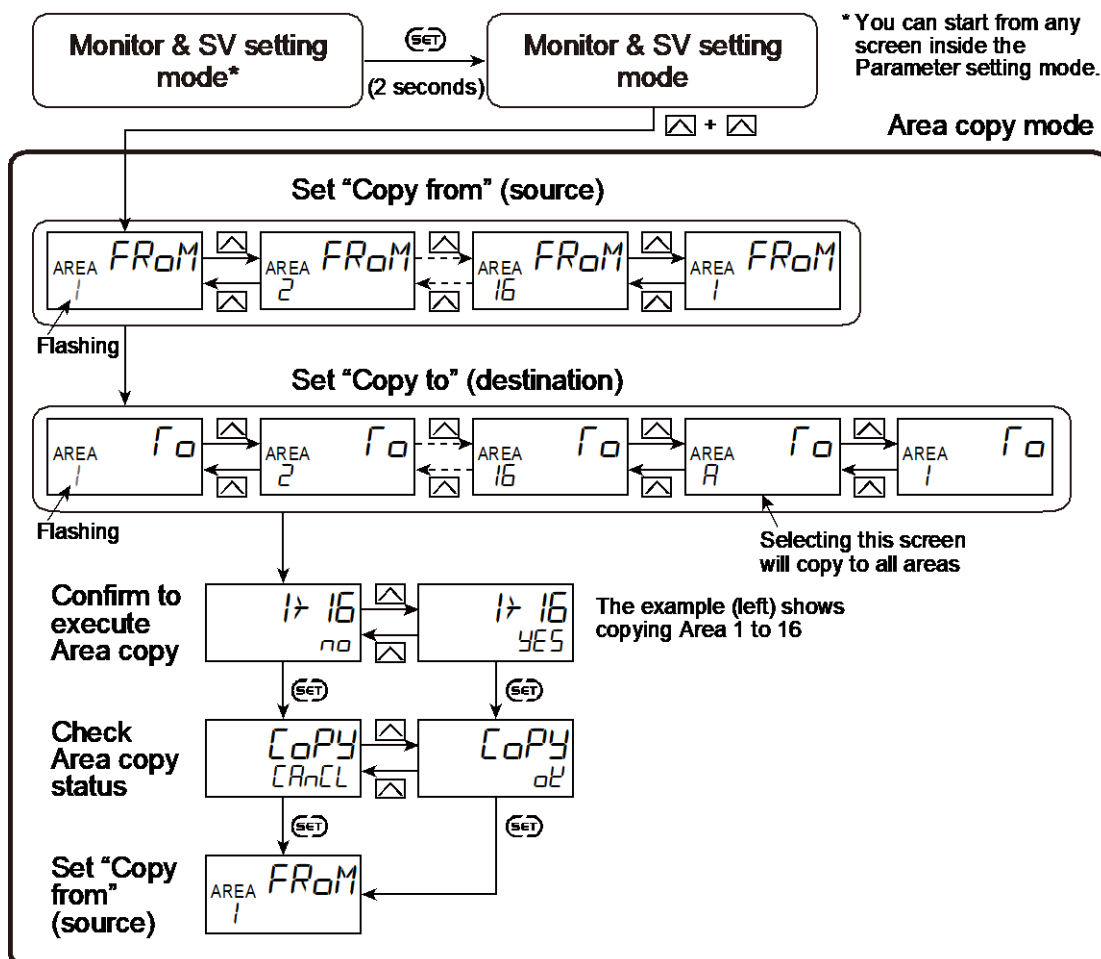 Monitor & SV setting
mode*
SET
(2 seconds)
Monitor & SV setting
mode
* You can start from any
screen inside the
Parameter setting mode.
+
Area copy mode
Set “Copy from” (source)
AREA FRoM
1
AREA FRoM
2
AREA FRoM
16
AREA FRoM
1
Flashing
Set “Copy to” (destination)
AREA To
1
AREA To
2
AREA To
16
AREA To
A
AREA To
1
Flashing
Selecting this screen
will copy to all areas
Confirm to
execute
Area copy
1> 16
no
1> 16
YES
The example (left) shows
copying Area 1 to 16
SET
SET
Check
Area copy
status
CoPY
CAnCL
CoPY
oK
SET
SET
Set “Copy
from”
(source)
AREA FRoM
1